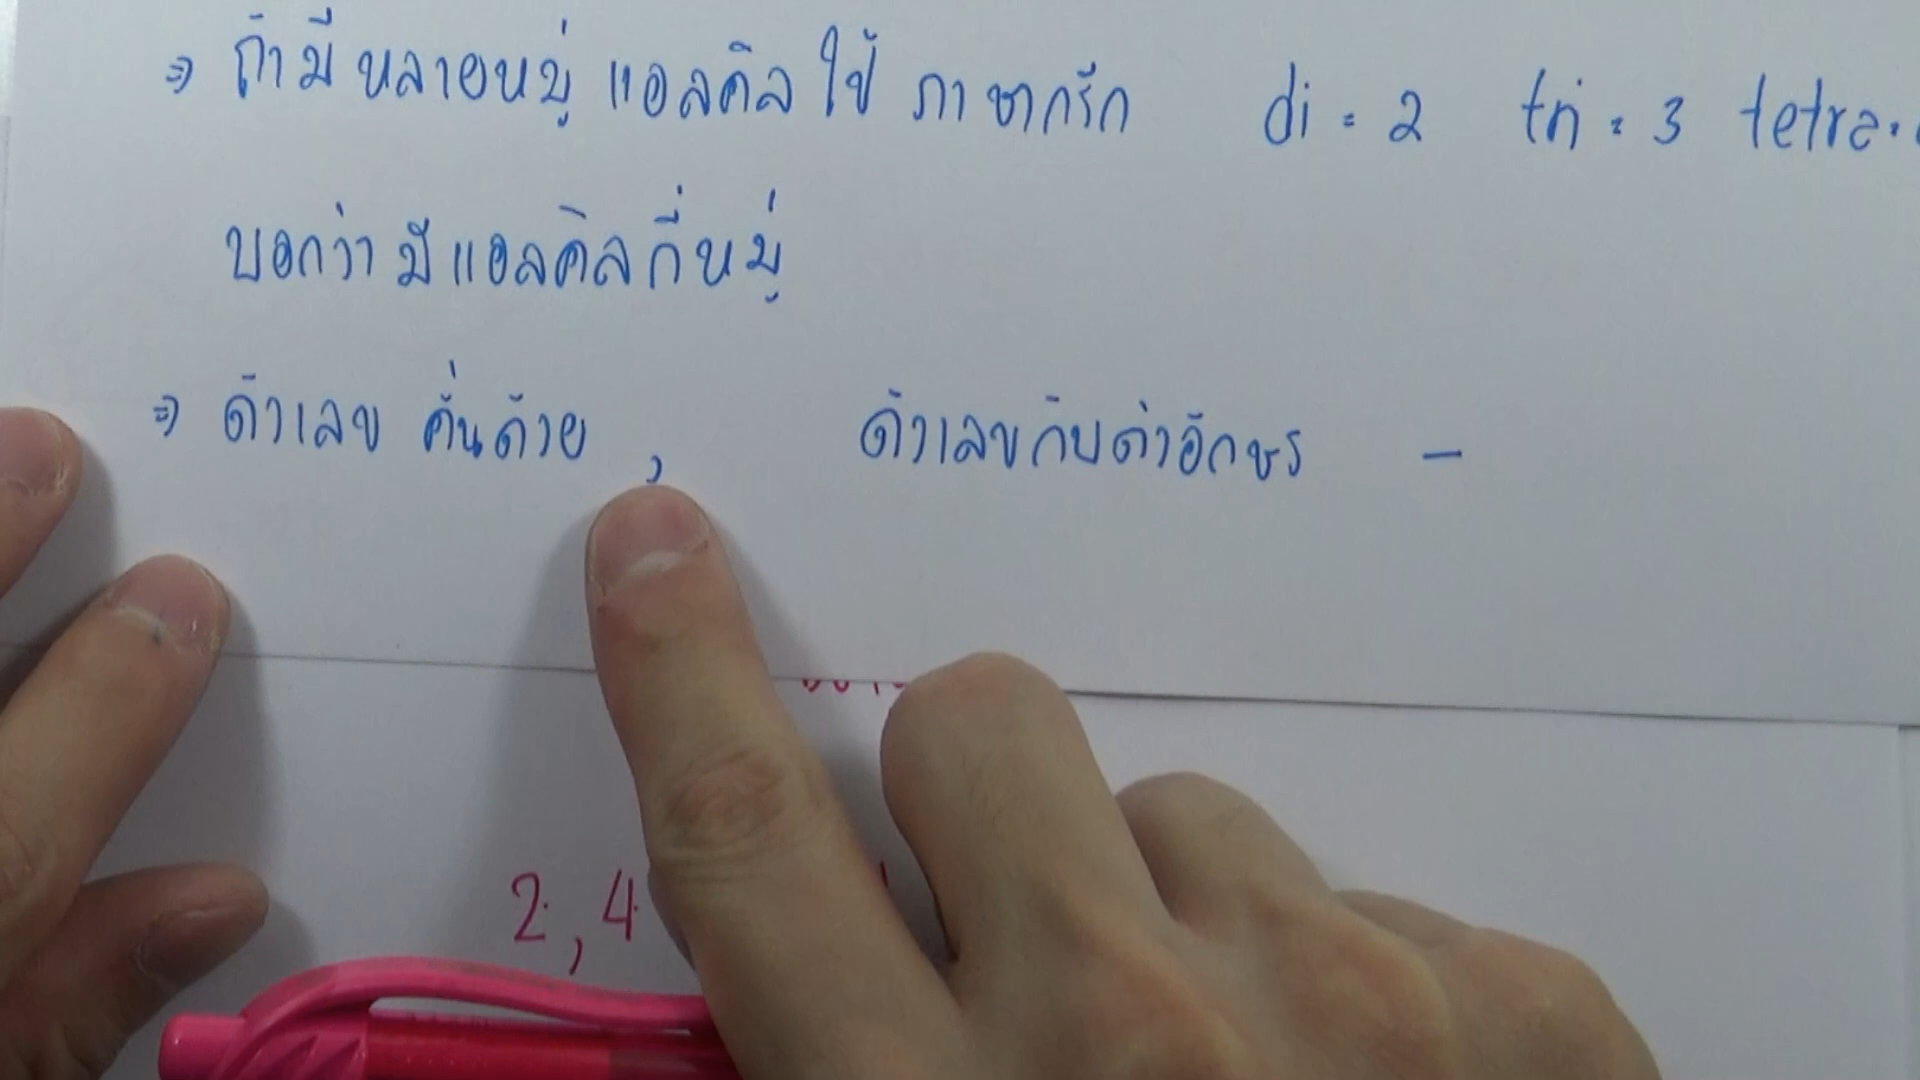 ⇒ ถ้ามีหลายหมู่ แอลคิล ใช้ ภาษากรีก di = 2 tri = 3 tetra =
บอกว่า มี แอลคิลกี่หมู่
⇒ ตัวเลข คั่นด้วย , ตัวเลขกับตัวอักษร -
2, 4